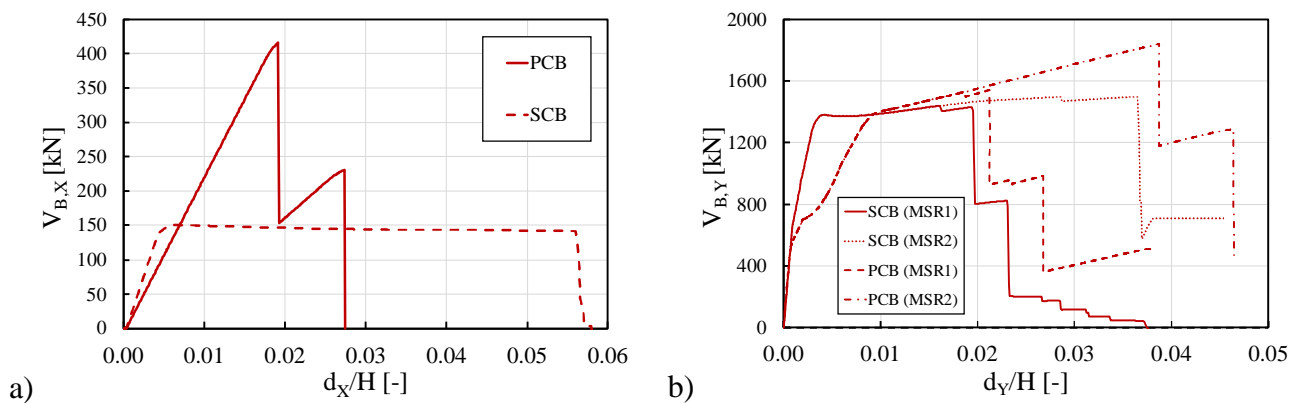 450
400
350
300
250
200
150
100
50
0
V_B,X [kN]
PCB
SCB
0.00 0.01 0.02 0.03 0.04 0.05 0.06
d_X/H [-]
a)
2000
1600
1200
800
400
0
V_B,Y [kN]
SCB (MSR1)
SCB (MSR2)
PCB (MSR1)
PCB (MSR2)
0.00 0.01 0.02 0.03 0.04 0.05
d_Y/H [-]
b)